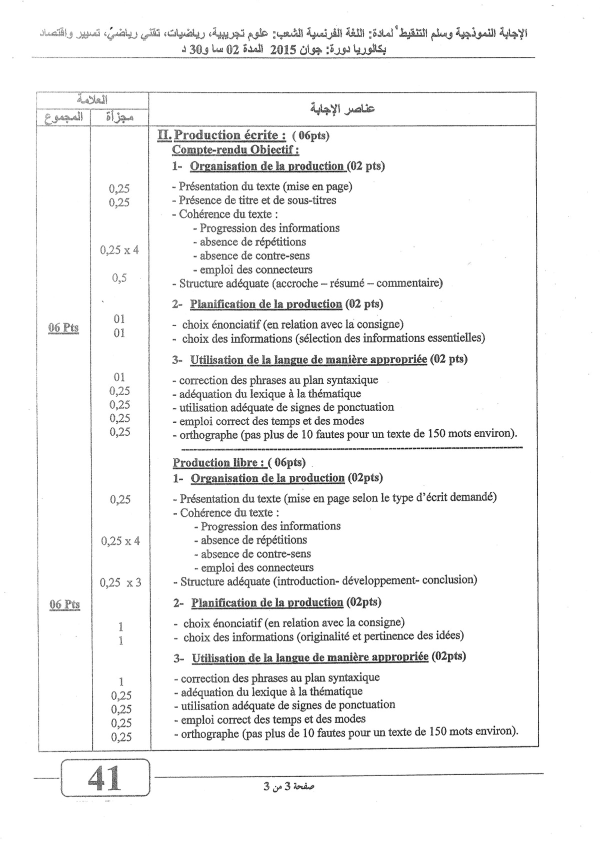 الإجابة النموذجية وسلم التنقيط لمادة: اللغة الفرنسية الشعب: علوم تجريبية، رياضيات، تقني رياضي، تسيير واقتصاد
بكالوريا دورة: جوان 2015 المدة 02 سا و30 د
العلامة
عناصر الإجابة
المجموع مجزأة
II. Production écrite : ( 06pts)
Compte-rendu Objectif :
1- Organisation de la production (02 pts)
0,25 - Présentation du texte (mise en page)
0,25 - Présence de titre et de sous-titres
- Cohérence du texte :
- Progression des informations
- absence de répétitions
0,25 x 4 - absence de contre-sens
- emploi des connecteurs
0,5 - Structure adéquate (accroche – résumé – commentaire)
2- Planification de la production (02 pts)
01 - choix énonciatif (en relation avec la consigne)
06 Pts 01 - choix des informations (sélection des informations essentielles)
3- Utilisation de la langue de manière appropriée (02 pts)
01 - correction des phrases au plan syntaxique
0,25 - adéquation du lexique à la thématique
0,25 - utilisation adéquate de signes de ponctuation
0,25 - emploi correct des temps et des modes
0,25 - orthographe (pas plus de 10 fautes pour un texte de 150 mots environ).
Production libre : ( 06pts)
1- Organisation de la production (02pts)
0,25 - Présentation du texte (mise en page selon le type d'écrit demandé)
- Cohérence du texte :
- Progression des informations
0,25 x 4 - absence de répétitions
- absence de contre-sens
- emploi des connecteurs
0,25 x 3 - Structure adéquate (introduction- développement- conclusion)
06 Pts 2- Planification de la production (02pts)
1 - choix énonciatif (en relation avec la consigne)
1 - choix des informations (originalité et pertinence des idées)
3- Utilisation de la langue de manière appropriée (02pts)
1 - correction des phrases au plan syntaxique
0,25 - adéquation du lexique à la thématique
0,25 - utilisation adéquate de signes de ponctuation
0,25 - emploi correct des temps et des modes
0,25 - orthographe (pas plus de 10 fautes pour un texte de 150 mots environ).
41
صفحة 3 من 3